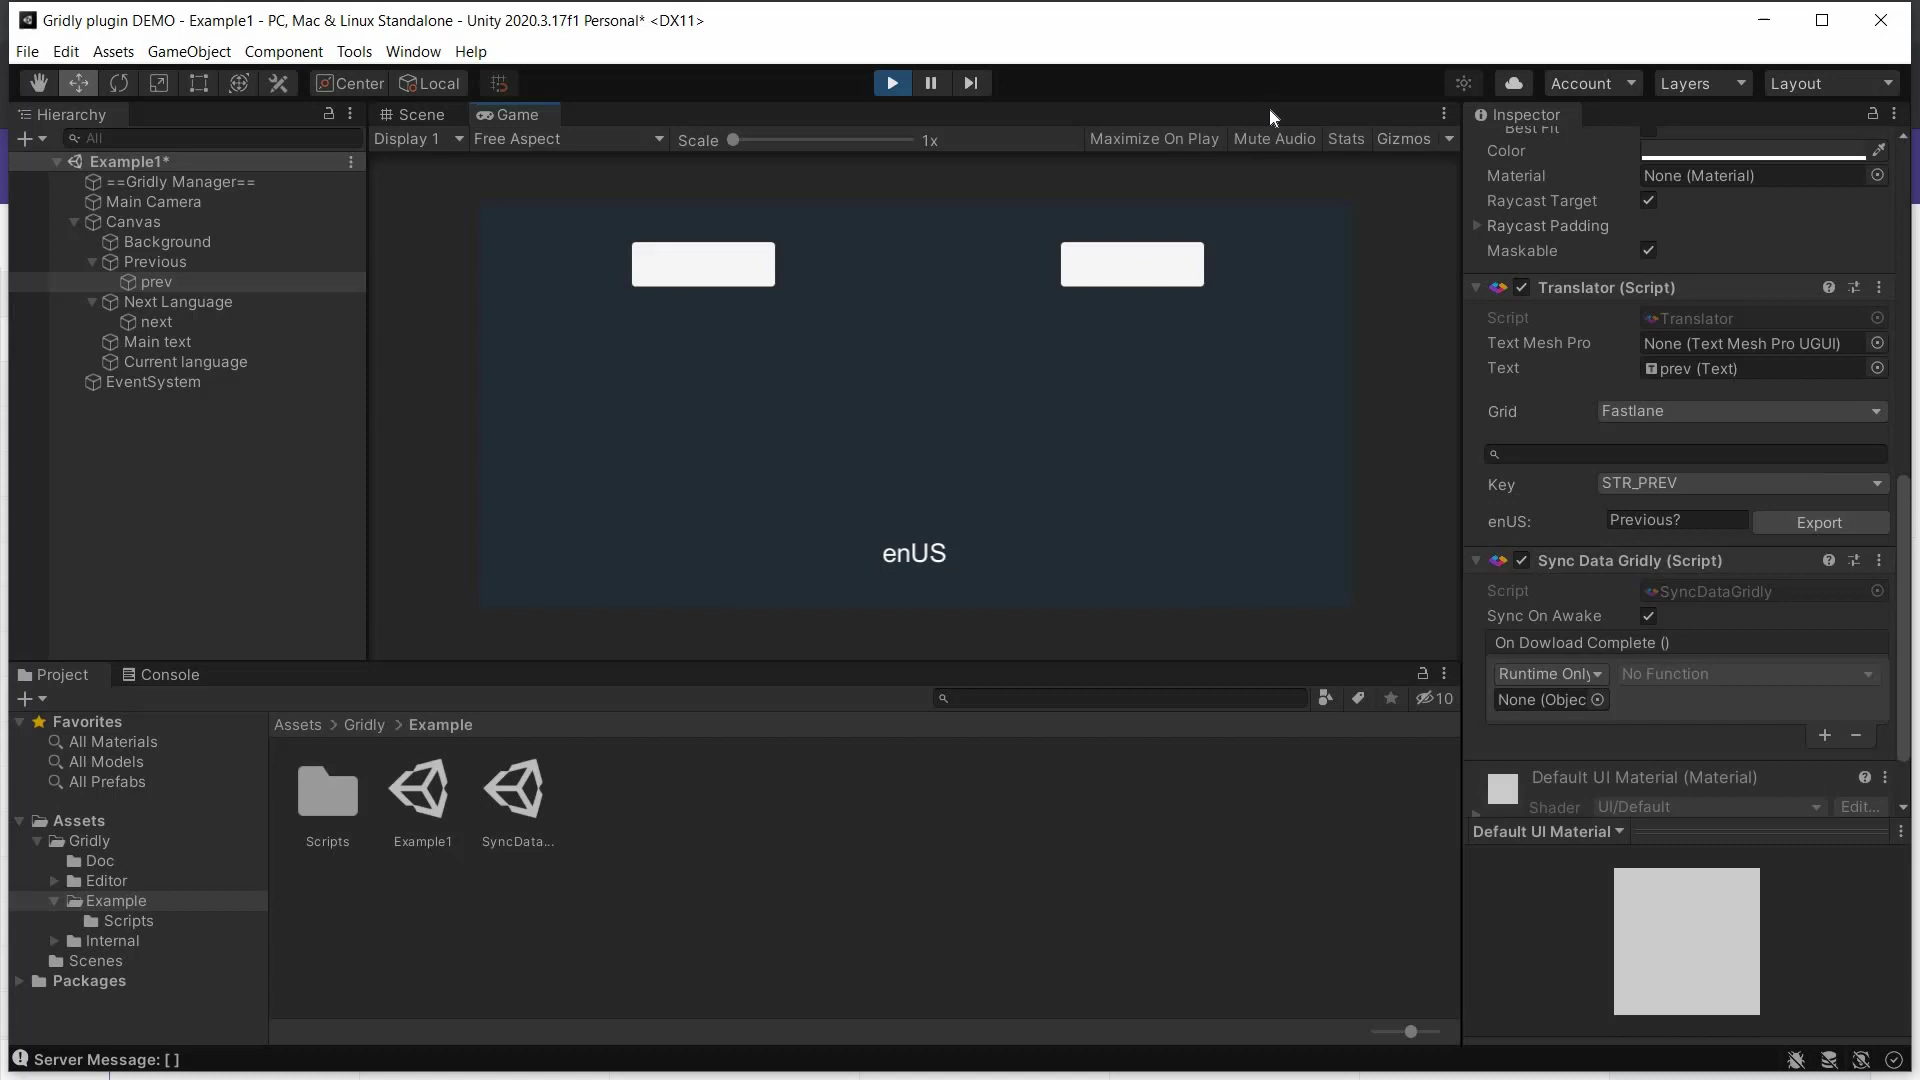 Gridly plugin DEMO - Example1 - PC, Mac & Linux Standalone - Unity 2020.3.17f1 Personal* <DX11>
File Edit Assets GameObject Component Tools Window Help
Center Local Account Layers Layout
Hierarchy
All
Example1*
==Gridly Manager==
Main Camera
Canvas
Background
Previous
prev
Next Language
next
Main text
Current language
EventSystem
Scene Game
Display 1 Free Aspect Scale 1x Maximize On Play Mute Audio Stats Gizmos
enUS
Inspector
Best Fit
Color
Material None (Material)
Raycast Target
Raycast Padding
Maskable
Translator (Script)
Script Translator
Text Mesh Pro None (Text Mesh Pro UGUI)
Text prev (Text)
Grid Fastlane
Key STR_PREV
enUS: Previous? Export
Sync Data Gridly (Script)
Script SyncDataGridly
Sync On Awake
On Dowload Complete ()
Runtime Only No Function
None (Objec
+ −
Default UI Material (Material)
Shader UI/Default Edit...
Default UI Material
Project Console
10
Favorites
All Materials
All Models
All Prefabs
Assets
Gridly
Doc
Editor
Example
Scripts
Internal
Scenes
Packages
Assets > Gridly > Example
Scripts Example1 SyncData...
Server Message: [ ]